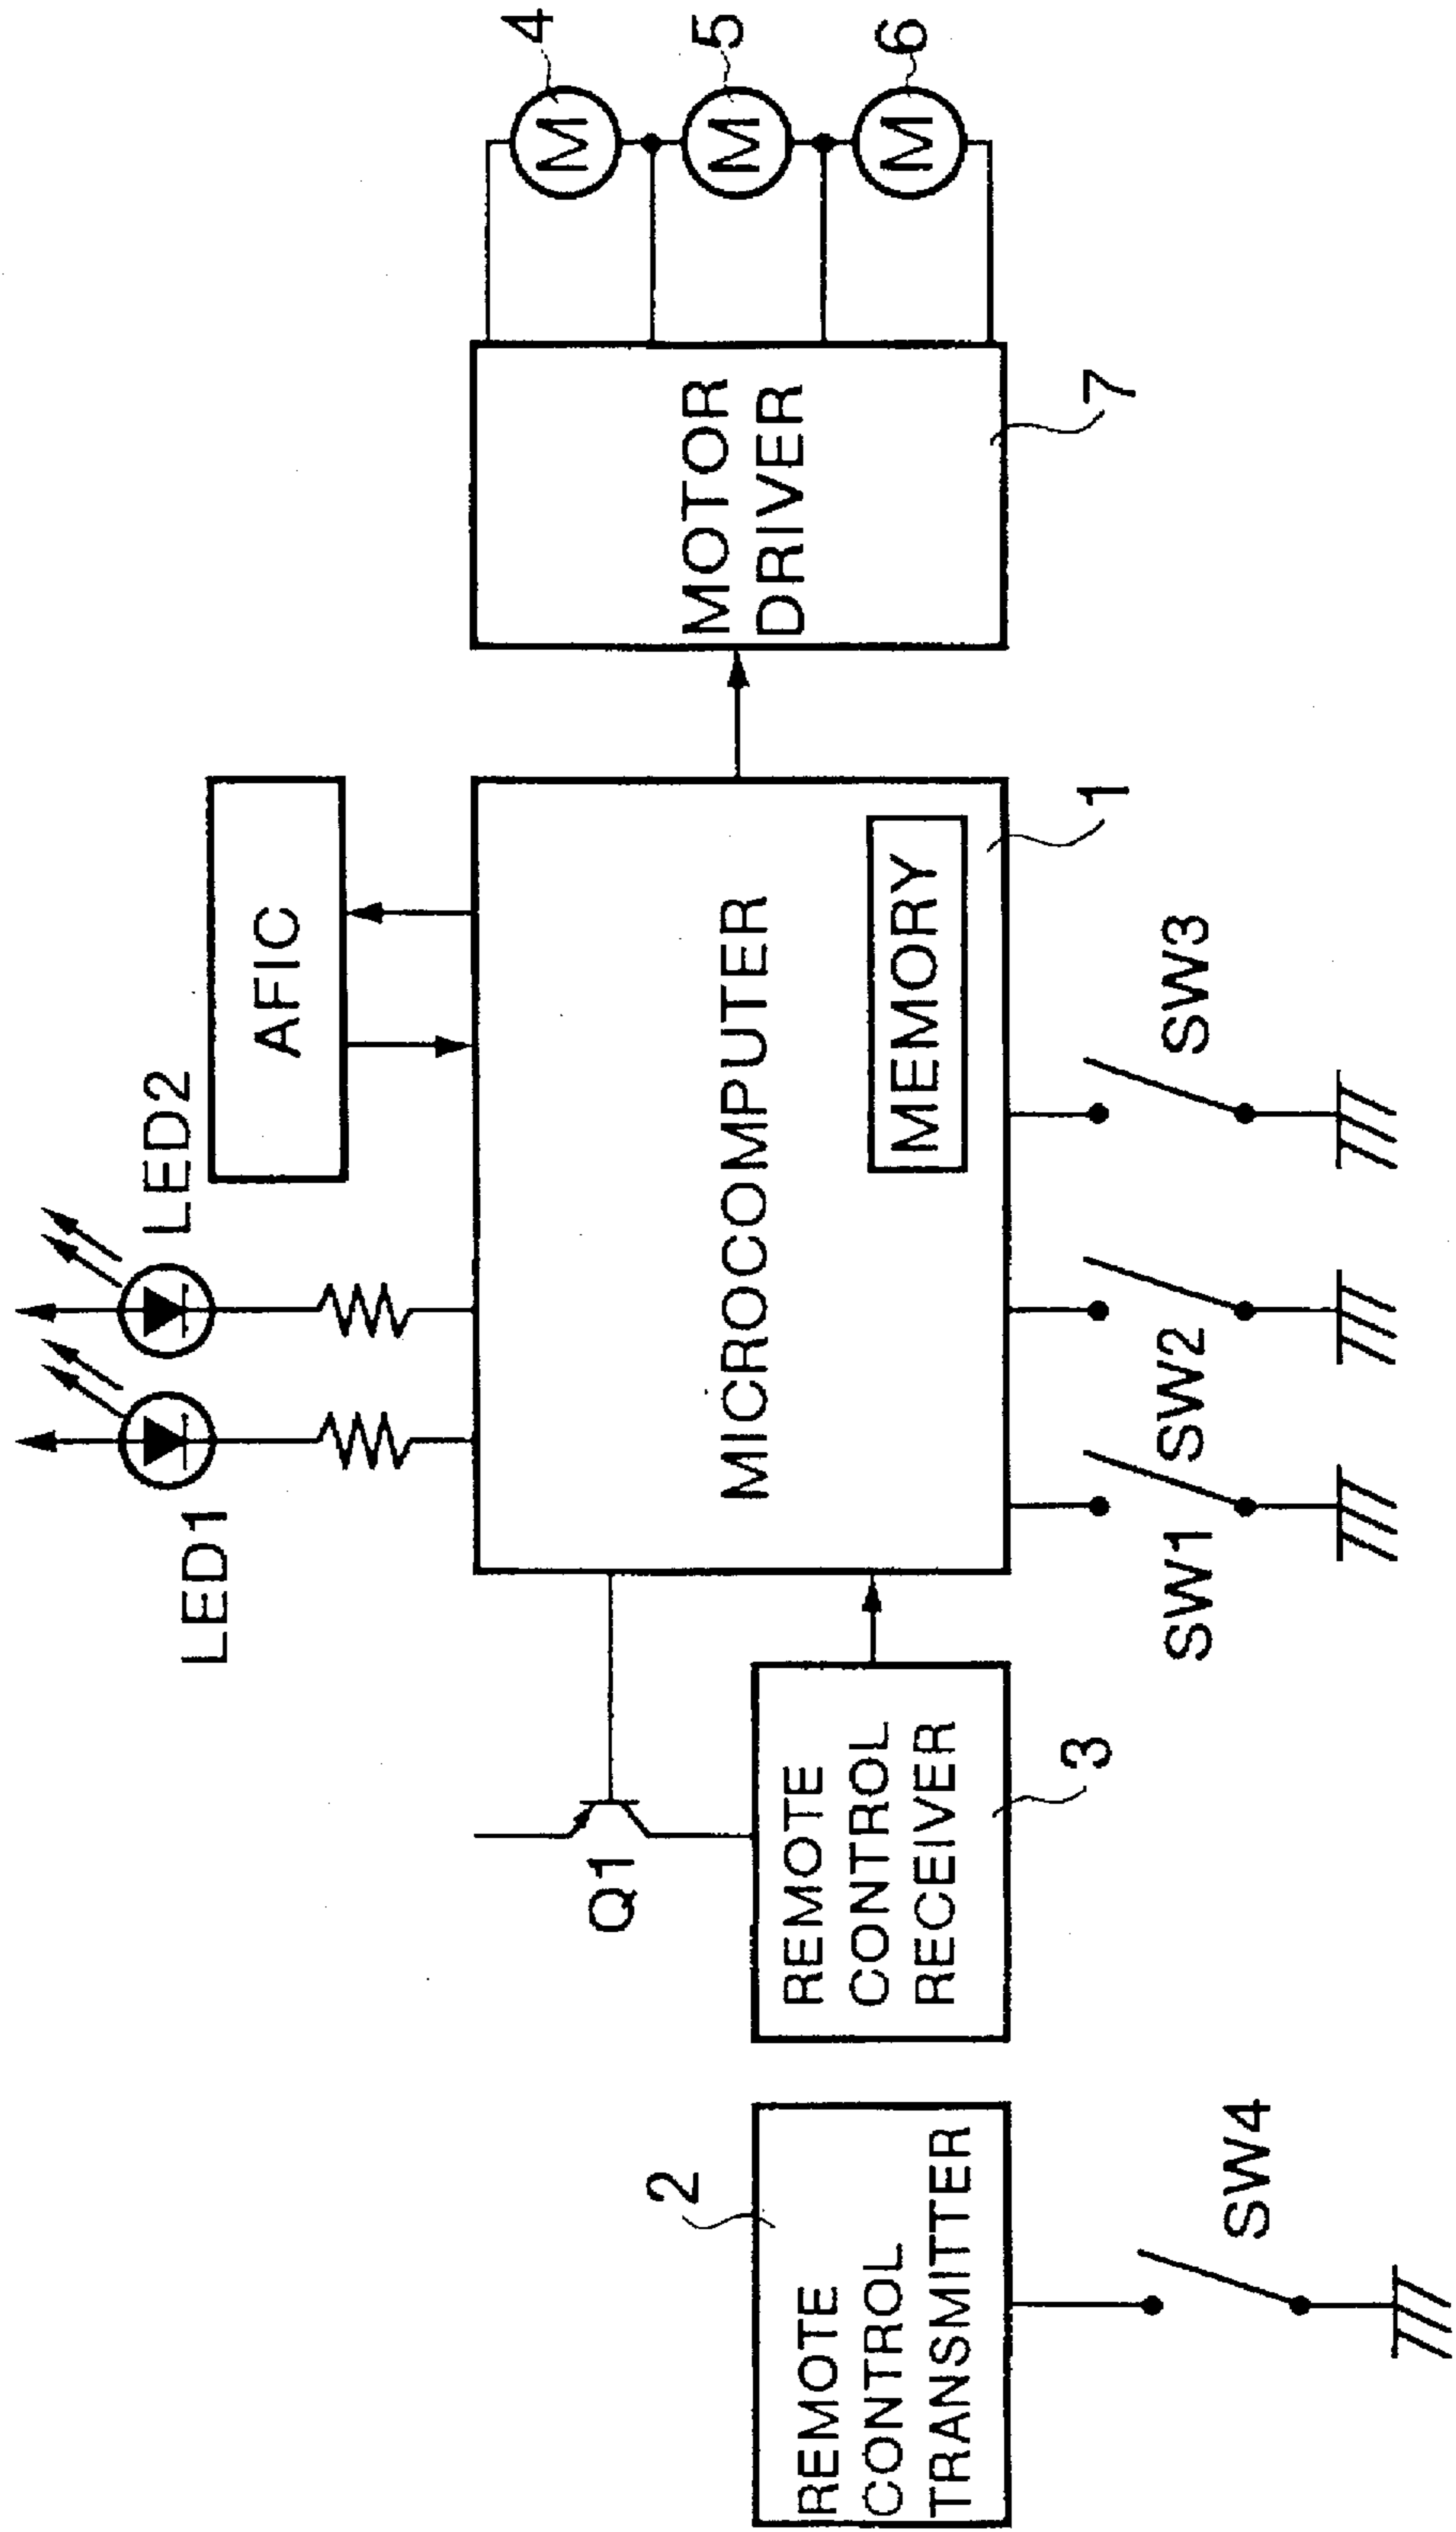 LED1
LED2
AFIC
4
5
6
M
M
M
MOTOR
DRIVER
7
MICROCOMPUTER
MEMORY
1
Q1
REMOTE
CONTROL
RECEIVER
3
2
REMOTE
CONTROL
TRANSMITTER
SW1
SW2
SW3
SW4